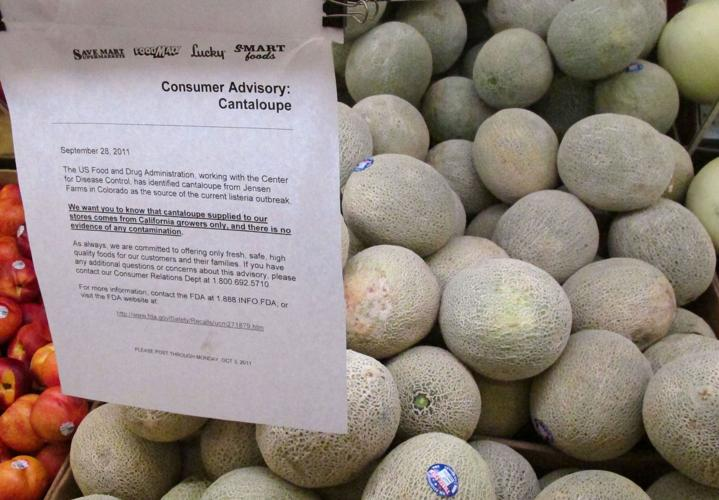 SAVE MART SUPERMARKETS FOODMAXX Lucky S-MART foods
Consumer Advisory:
Cantaloupe
September 28, 2011
The US Food and Drug Administration, working with the Center
for Disease Control, has identified cantaloupe from Jensen
Farms in Colorado as the source of the current listeria outbreak.
We want you to know that cantaloupe supplied to our
stores comes from California growers only, and there is no
evidence of any contamination.
As always, we are committed to offering only fresh, safe, high
quality foods for our customers and their families. If you have
any additional questions or concerns about this advisory, please
contact our Consumer Relations Dept at 1.800.692.5710
For more information, contact the FDA at 1.888.INFO.FDA; or
visit the FDA website at:
http://www.fda.gov/Safety/Recalls/ucm271879.htm
PLEASE POST THROUGH MONDAY, OCT 3, 2011